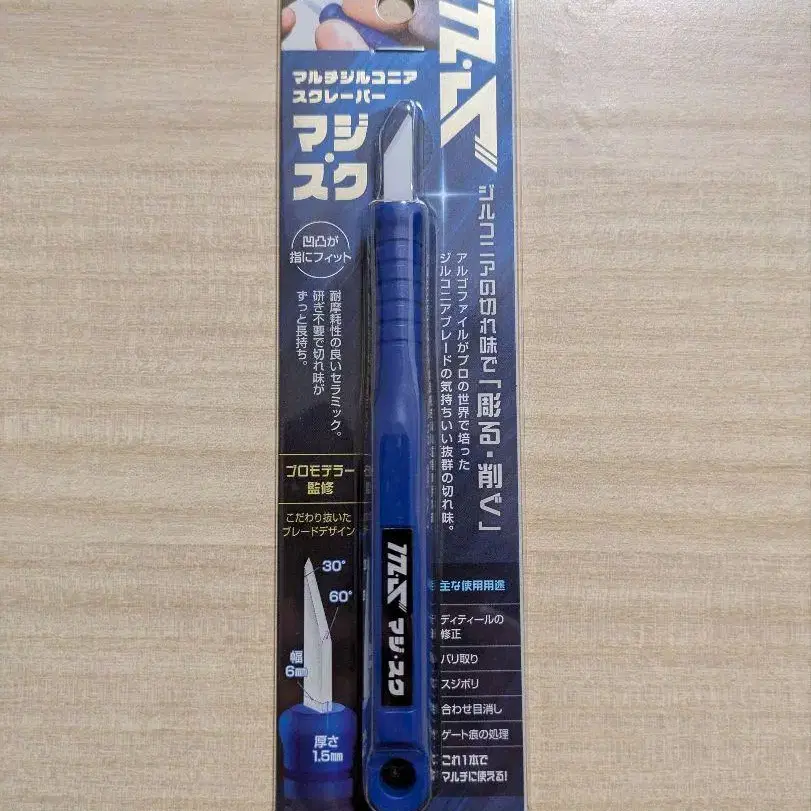 マルチジルコニア
スクレーパー
マジ
・
スク
凹凸が
指にフィット
耐摩耗性の良いセラミック。
研ぎ不要で切れ味が
ずっと長持ち。
プロモデラー
監修
こだわり抜いた
ブレードデザイン
30°
60°
幅
6mm
厚さ
1.5mm
マジ・スク
ジルコニアの切れ味で「彫る・削ぐ」
アルゴファイルがプロの世界で培った
ジルコニアブレードの気持ちいい抜群の切れ味。
主な使用用途
ディティールの
修正
バリ取り
スジボリ
合わせ目消し
ゲート痕の処理
これ1本で
マルチに使える!